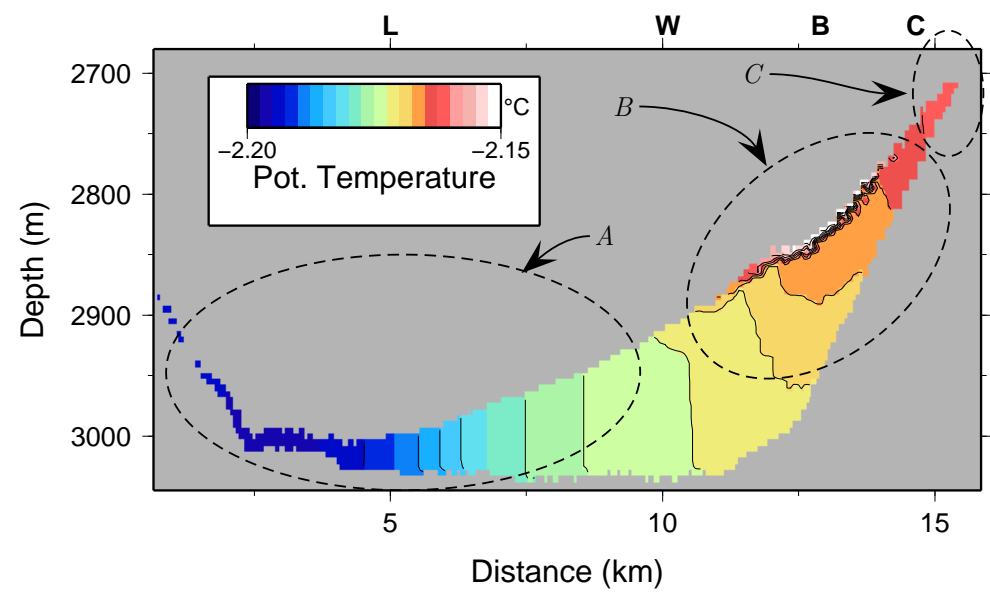 L W B C
2700
2800
2900
3000
Depth (m)
°C
−2.20 −2.15
Pot. Temperature
C
B
A
5 10 15
Distance (km)